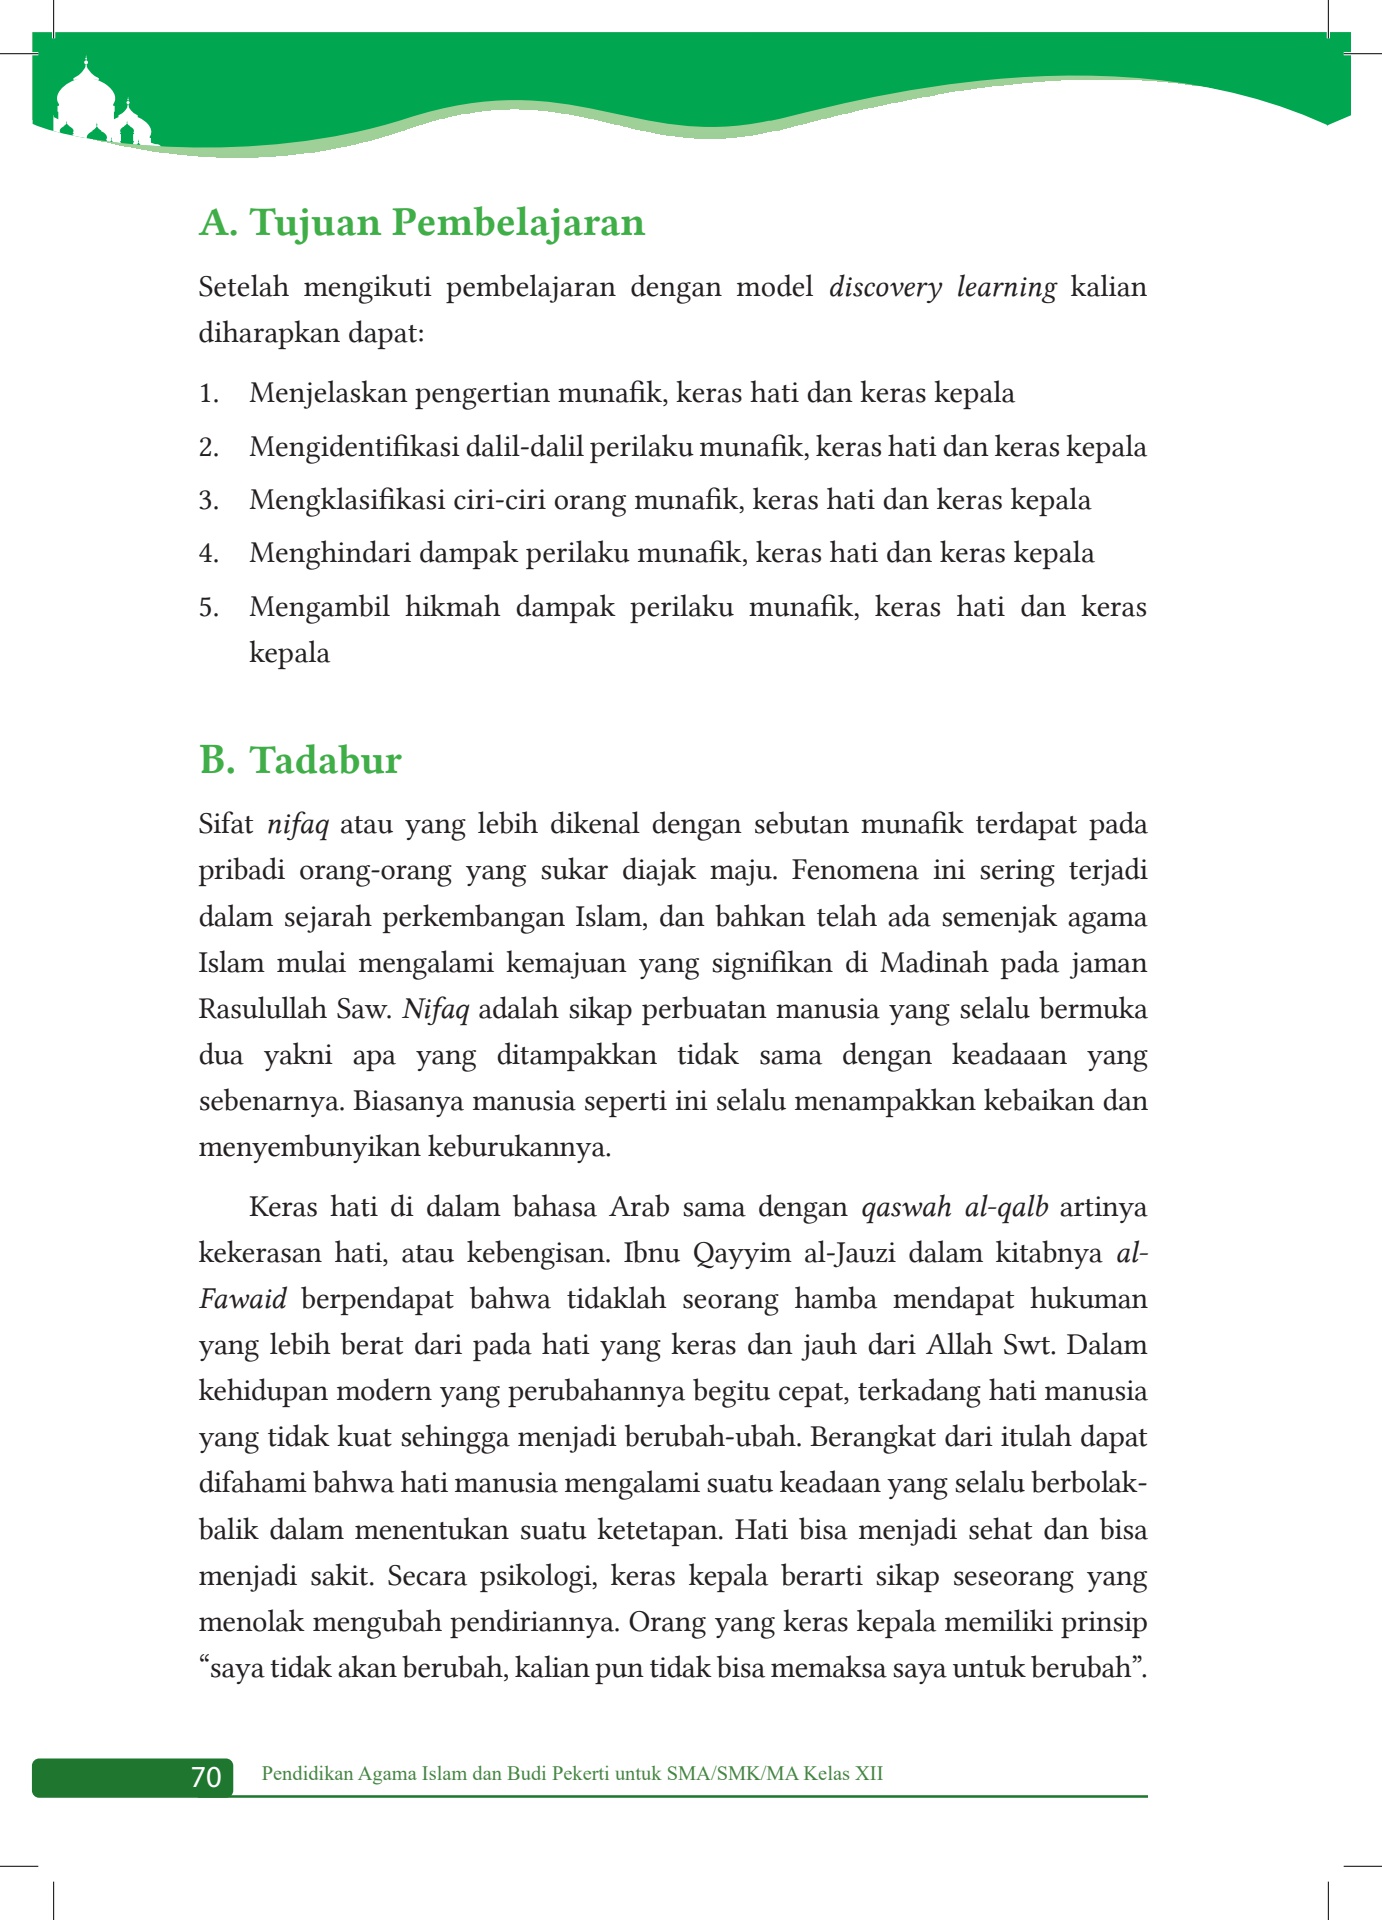 A. Tujuan Pembelajaran
Setelah mengikuti pembelajaran dengan model discovery learning kalian
diharapkan dapat:
1. Menjelaskan pengertian munafik, keras hati dan keras kepala
2. Mengidentifikasi dalil-dalil perilaku munafik, keras hati dan keras kepala
3. Mengklasifikasi ciri-ciri orang munafik, keras hati dan keras kepala
4. Menghindari dampak perilaku munafik, keras hati dan keras kepala
5. Mengambil hikmah dampak perilaku munafik, keras hati dan keras
kepala
B. Tadabur
Sifat nifaq atau yang lebih dikenal dengan sebutan munafik terdapat pada
pribadi orang-orang yang sukar diajak maju. Fenomena ini sering terjadi
dalam sejarah perkembangan Islam, dan bahkan telah ada semenjak agama
Islam mulai mengalami kemajuan yang signifikan di Madinah pada jaman
Rasulullah Saw. Nifaq adalah sikap perbuatan manusia yang selalu bermuka
dua yakni apa yang ditampakkan tidak sama dengan keadaaan yang
sebenarnya. Biasanya manusia seperti ini selalu menampakkan kebaikan dan
menyembunyikan keburukannya.
Keras hati di dalam bahasa Arab sama dengan qaswah al-qalb artinya
kekerasan hati, atau kebengisan. Ibnu Qayyim al-Jauzi dalam kitabnya al-
Fawaid berpendapat bahwa tidaklah seorang hamba mendapat hukuman
yang lebih berat dari pada hati yang keras dan jauh dari Allah Swt. Dalam
kehidupan modern yang perubahannya begitu cepat, terkadang hati manusia
yang tidak kuat sehingga menjadi berubah-ubah. Berangkat dari itulah dapat
difahami bahwa hati manusia mengalami suatu keadaan yang selalu berbolak-
balik dalam menentukan suatu ketetapan. Hati bisa menjadi sehat dan bisa
menjadi sakit. Secara psikologi, keras kepala berarti sikap seseorang yang
menolak mengubah pendiriannya. Orang yang keras kepala memiliki prinsip
“saya tidak akan berubah, kalian pun tidak bisa memaksa saya untuk berubah”.
70 Pendidikan Agama Islam dan Budi Pekerti untuk SMA/SMK/MA Kelas XII